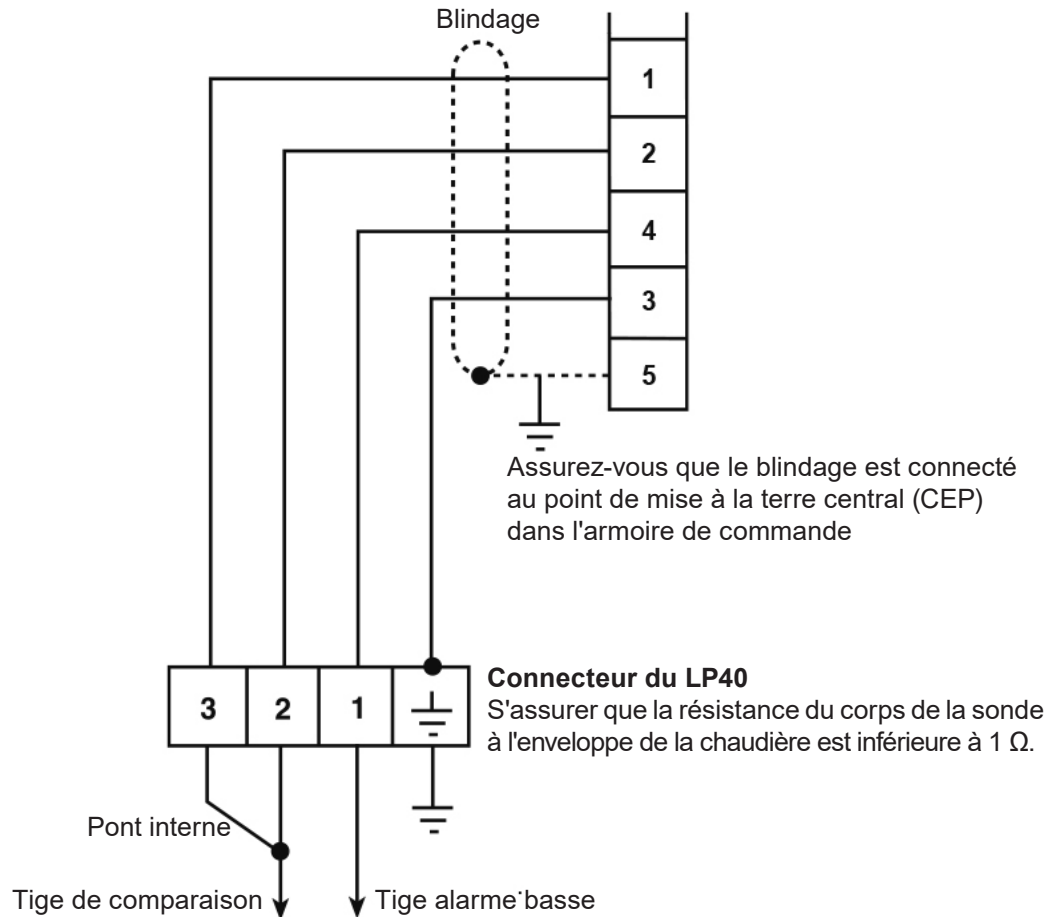 Blindage
1
2
4
3
5
Assurez-vous que le blindage est connecté
au point de mise à la terre central (CEP)
dans l'armoire de commande
Connecteur du LP40
S'assurer que la résistance du corps de la sonde
à l'enveloppe de la chaudière est inférieure à 1 Ω.
3 2 1
Pont interne
Tige de comparaison
Tige alarme basse